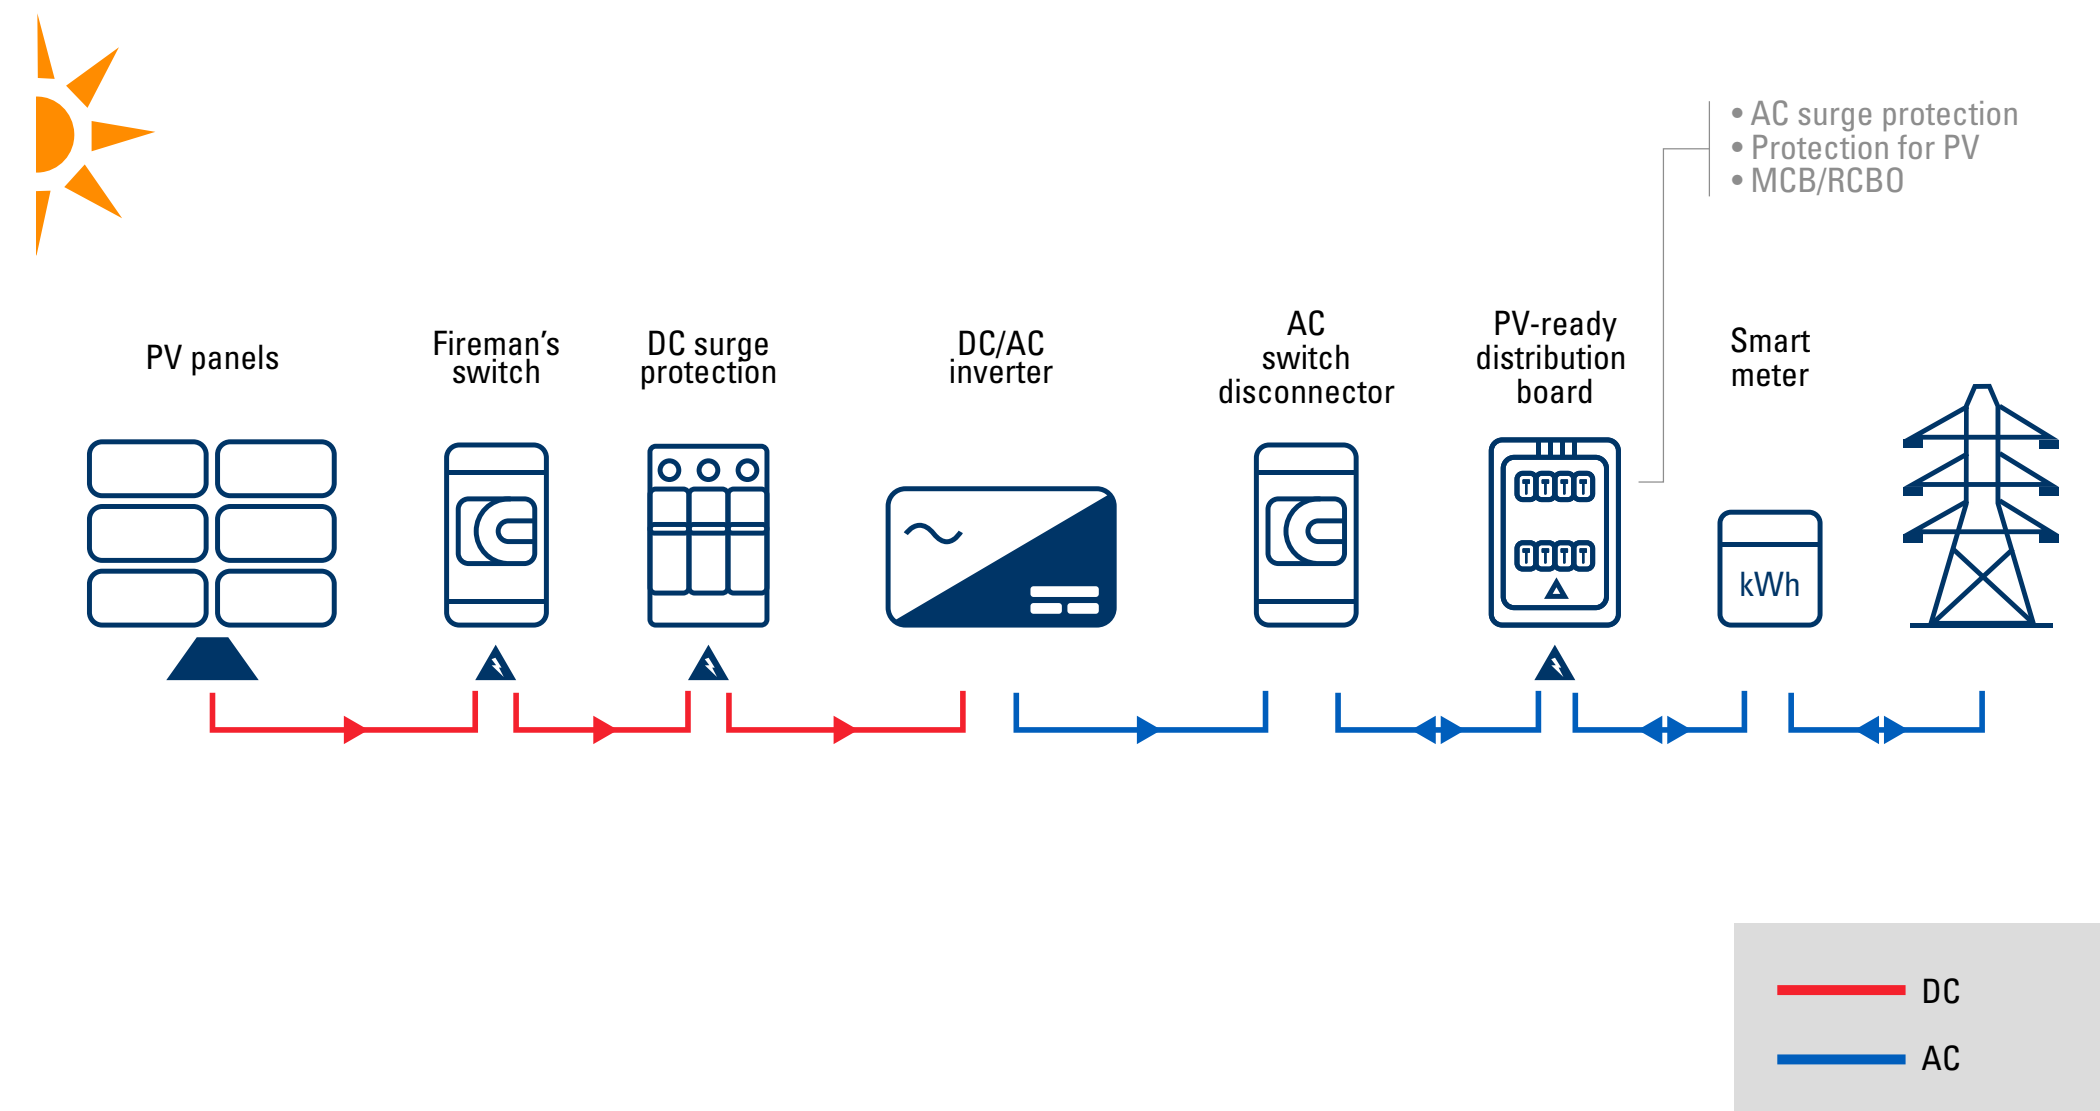 • AC surge protection
• Protection for PV
• MCB/RCBO
PV panels
Fireman’s
switch
DC surge
protection
DC/AC
inverter
AC
switch
disconnector
PV-ready
distribution
board
Smart
meter
T T T T
T T T T
kWh
DC
AC